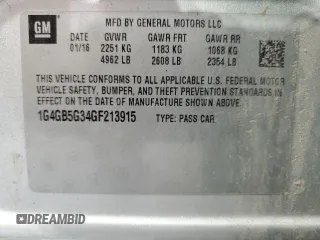 GM
MFD BY GENERAL MOTORS LLC
DATE GVWR GAWR FRT GAWR RR
01/16 2251 KG 1183 KG 1068 KG
4962 LB 2608 LB 2354 LB
THIS VEHICLE CONFORMS TO ALL APPLICABLE U.S. FEDERAL MOTOR
VEHICLE SAFETY, BUMPER, AND THEFT PREVENTION STANDARDS
IN EFFECT ON THE DATE OF MANUFACTURE SHOWN ABOVE.
1G4GB5G34GF213915 TYPE: PASS CAR
DREAMBID